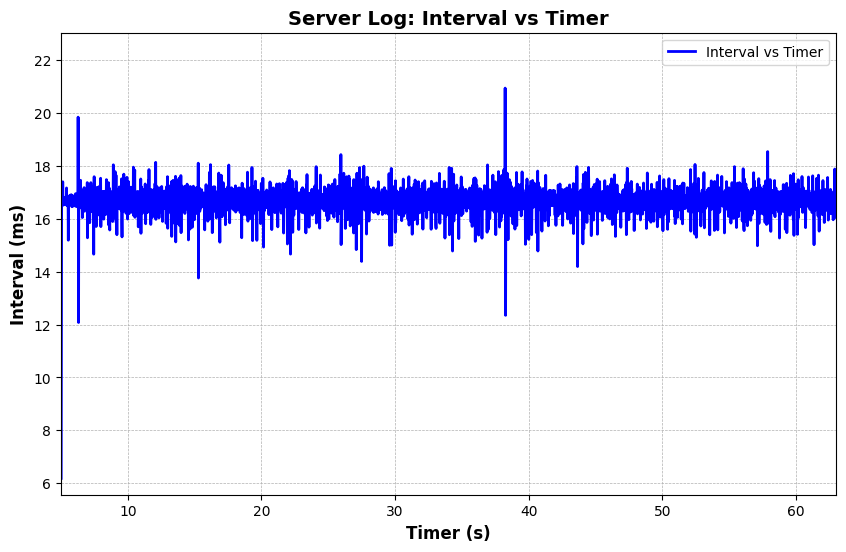 Server Log: Interval vs Timer
Interval vs Timer
Interval (ms)
22
20
18
16
14
12
10
8
6
10 20 30 40 50 60
Timer (s)